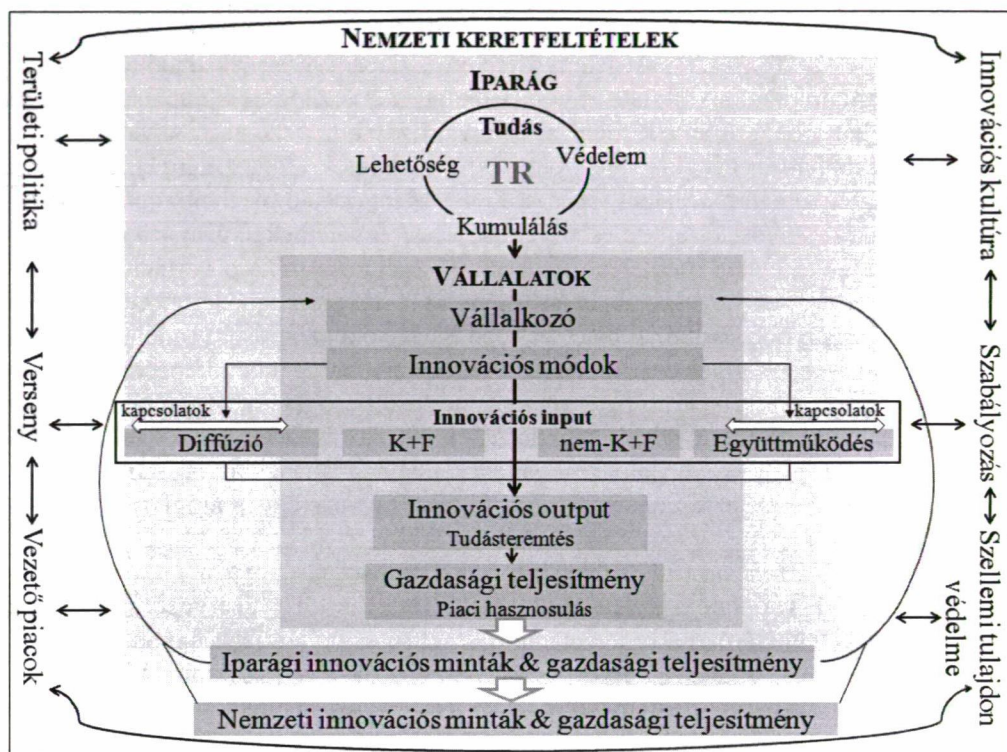 NEMZETI KERETFELTÉTELEK
IPARÁG
Tudás
Lehetőség
Védelem
TR
Kumulálás
VÁLLALATOK
Vállalkozó
Innovációs módok
kapcsolatok
Innovációs input
kapcsolatok
Diffúzió
K+F
nem-K+F
Együttműködés
Innovációs output
Tudásteremtés
Gazdasági teljesítmény
Piaci hasznosulás
Iparági innovációs minták & gazdasági teljesítmény
Nemzeti innovációs minták & gazdasági teljesítmény
Területi politika
Verseny
Vezető piacok
Innovációs kultúra
Szabályozás
Szellemi tulajdon
védelme